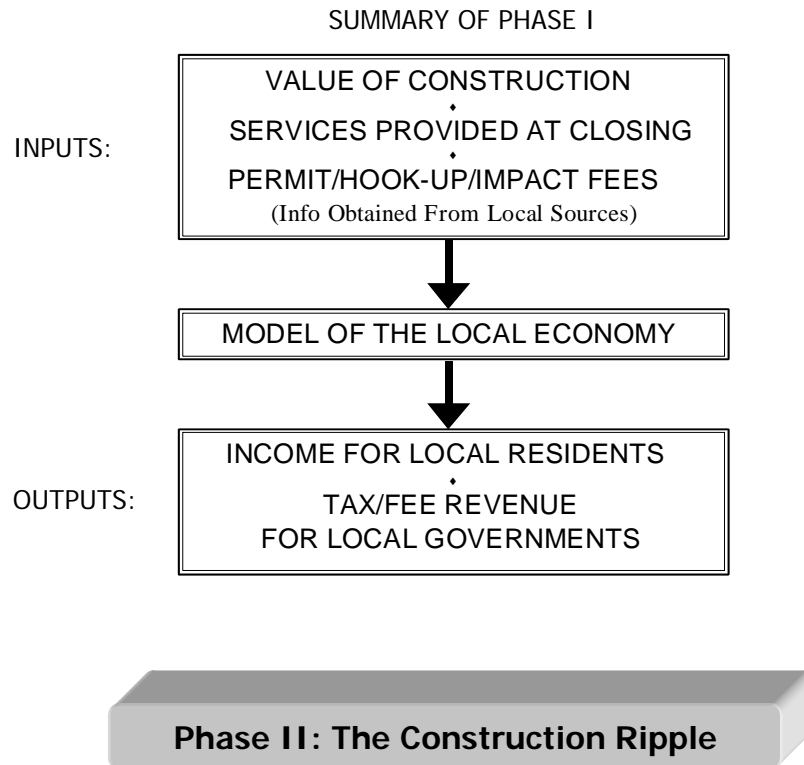 SUMMARY OF PHASE I
VALUE OF CONSTRUCTION
SERVICES PROVIDED AT CLOSING
INPUTS:
PERMIT/HOOK-UP/IMPACT FEES
(Info Obtained From Local Sources)
MODEL OF THE LOCAL ECONOMY
INCOME FOR LOCAL RESIDENTS
OUTPUTS:
TAX/FEE REVENUE
FOR LOCAL GOVERNMENTS
Phase II: The Construction Ripple